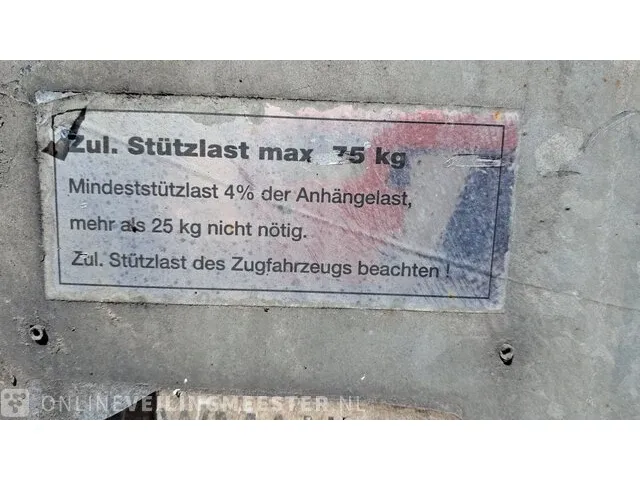 Zul. Stützlast max 75 kg
Mindeststützlast 4% der Anhängelast,
mehr als 25 kg nicht nötig.
Zul. Stützlast des Zugfahrzeugs beachten !
ONLINEVEILINGMEESTER.NL